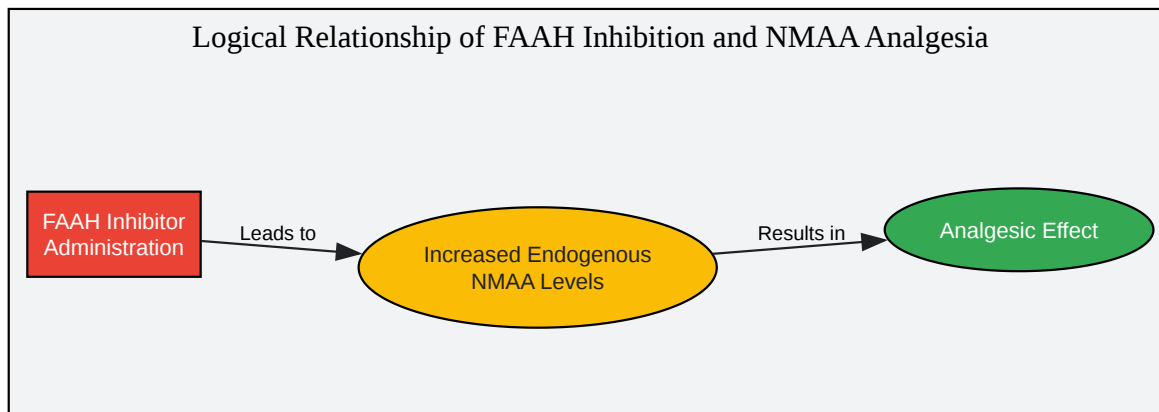 Logical Relationship of FAAH Inhibition and NMAA Analgesia
FAAH Inhibitor
Administration
Leads to
Increased Endogenous
NMAA Levels
Results in
Analgesic Effect